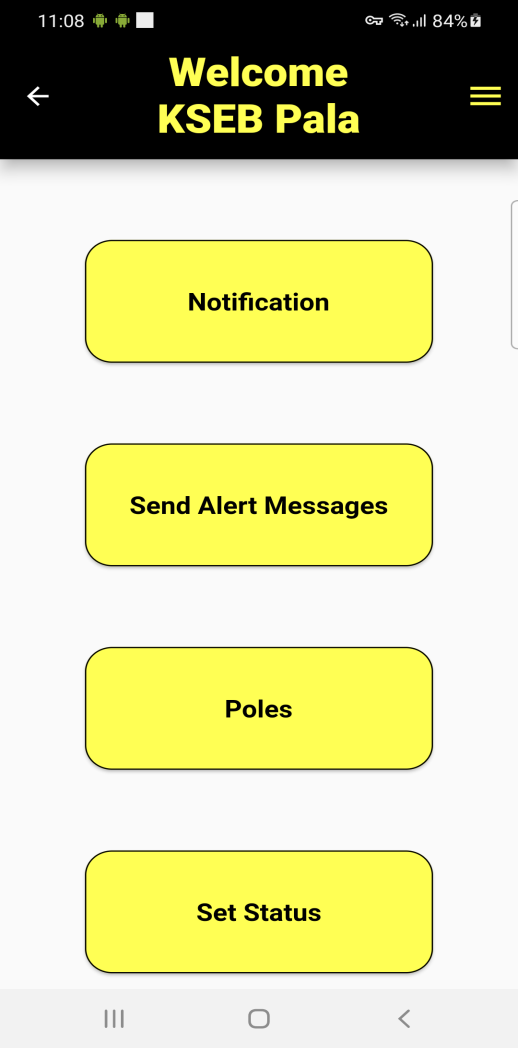 11:08 84%
Welcome
KSEB Pala
Notification
Send Alert Messages
Poles
Set Status